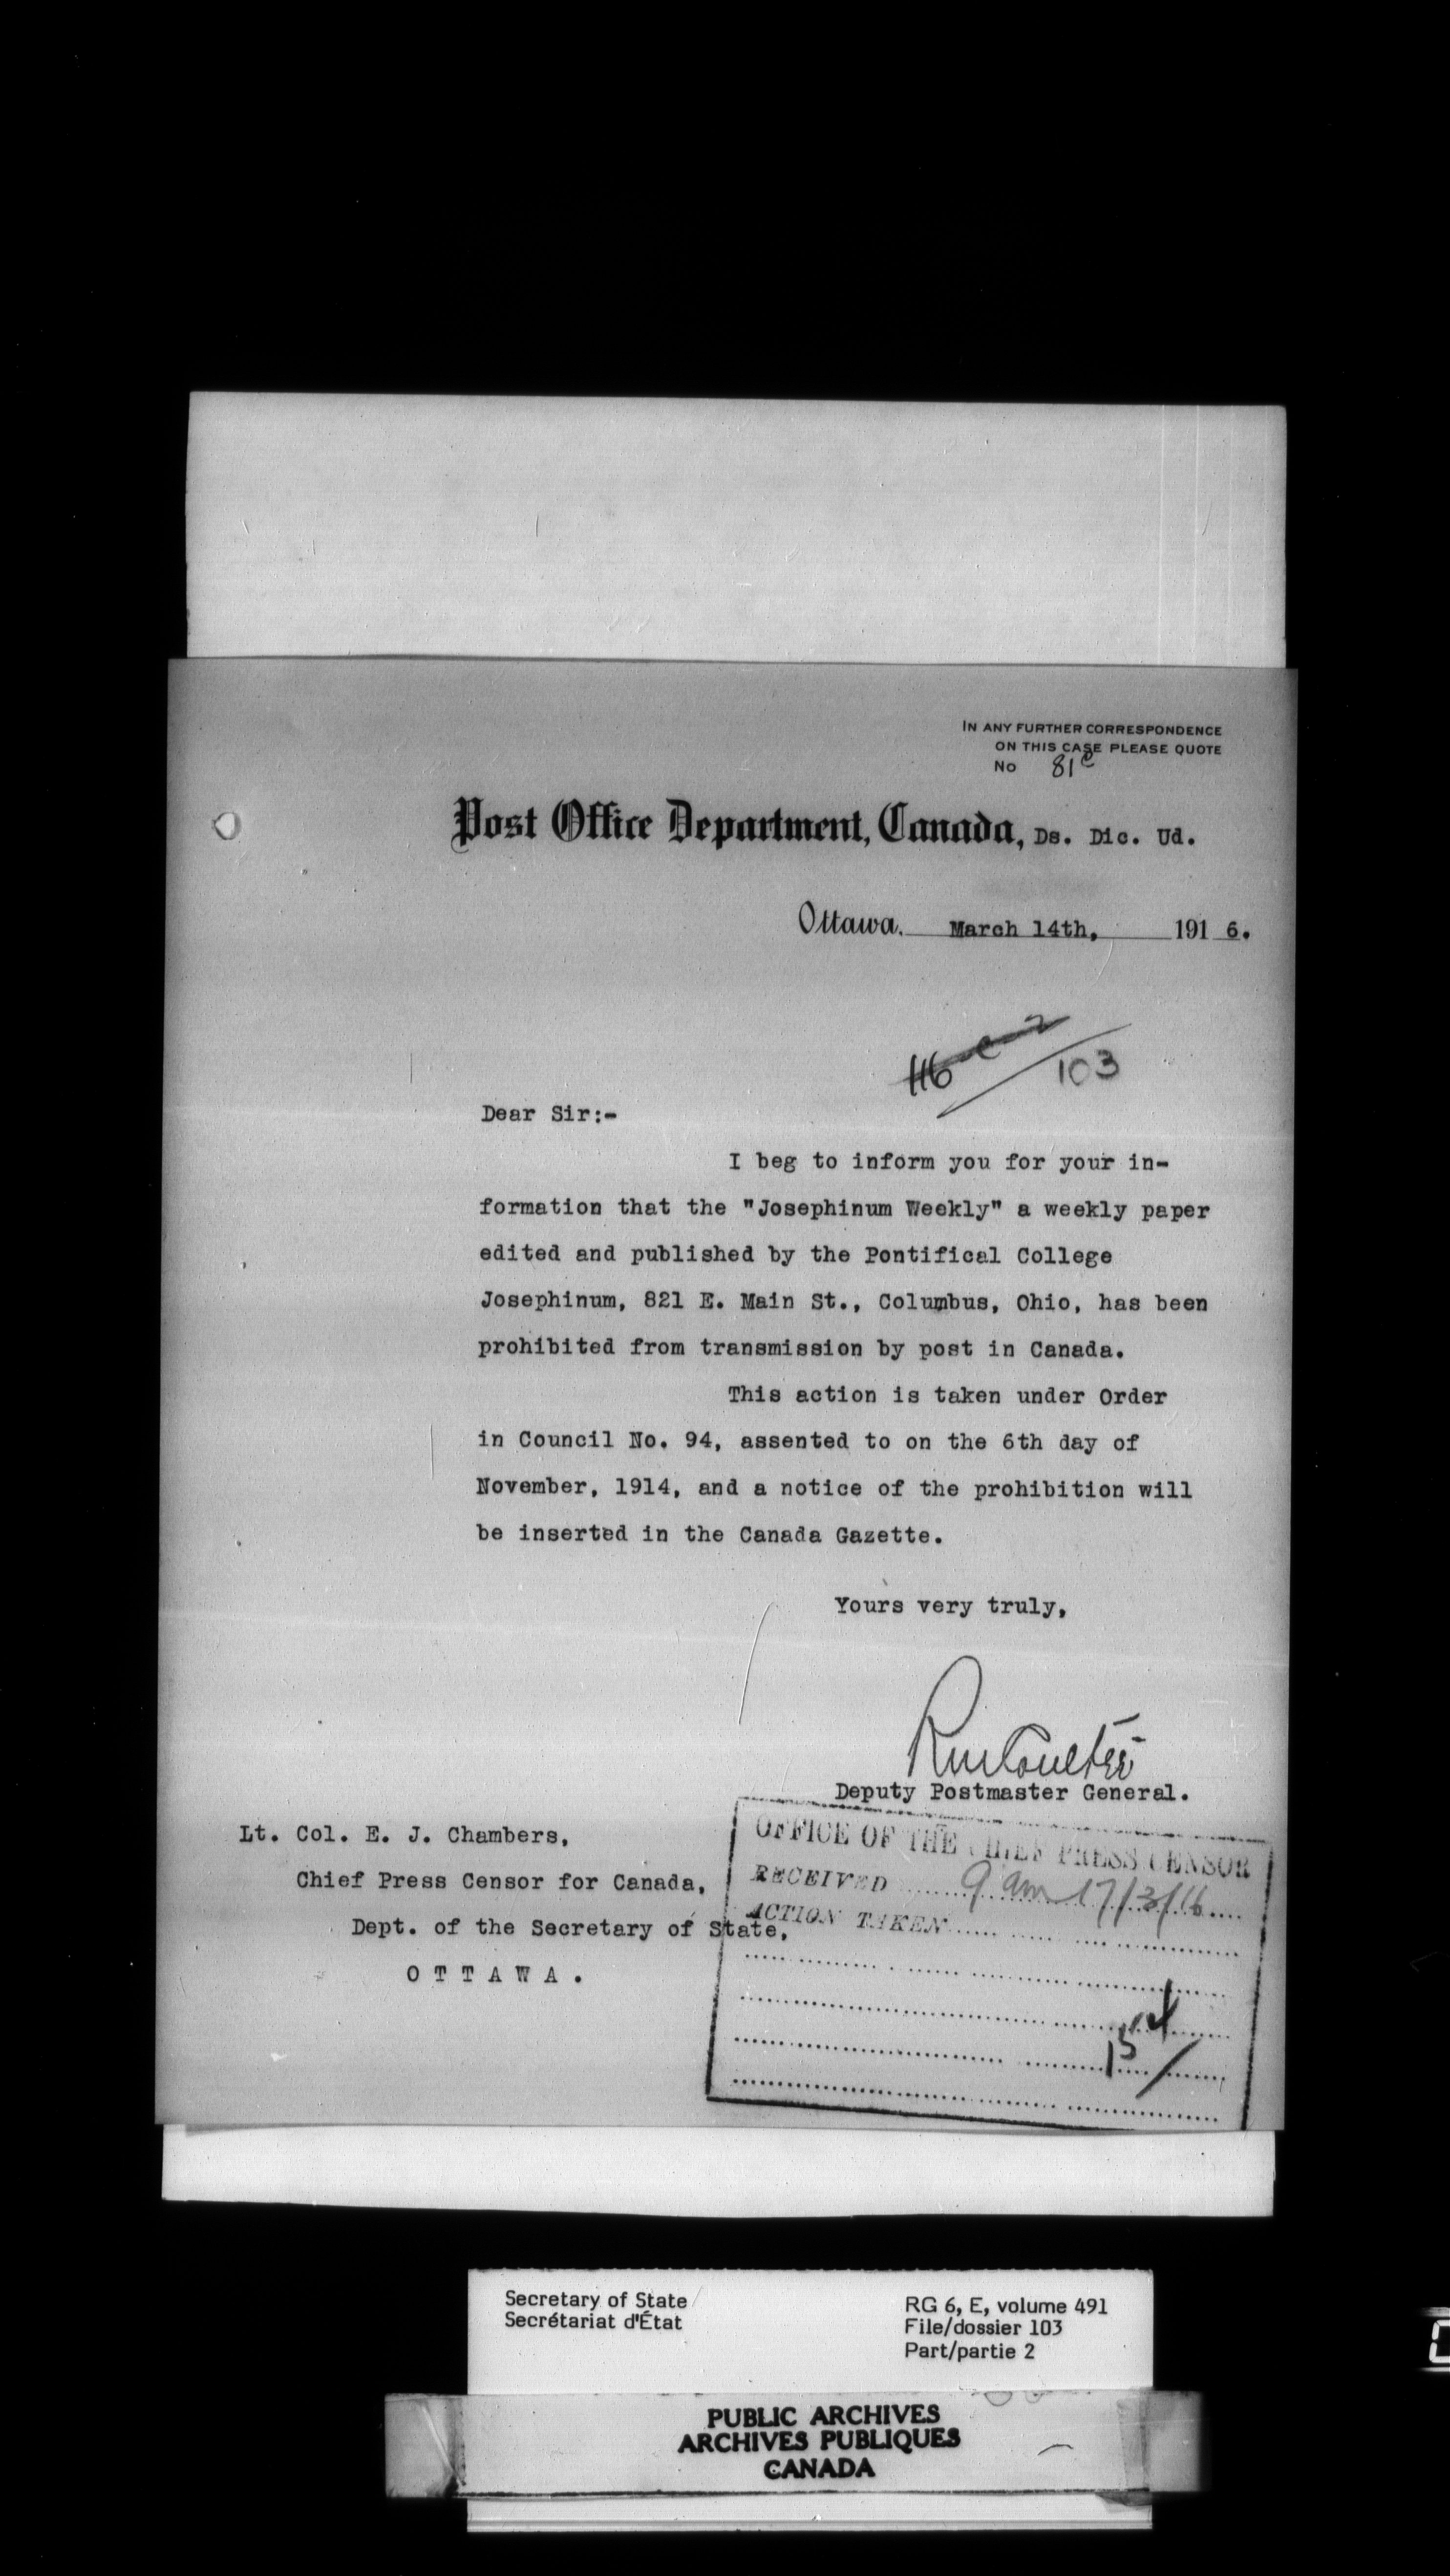 IN ANY FURTHER CORRESPONDENCE
ON THIS CASE PLEASE QUOTE
No 81c
Post Office Department, Canada, Ds. Dic. Ud.
Ottawa, March 14th, 1916.
116
103
Dear Sir:-
I beg to inform you for your in-
formation that the "Josephinum Weekly" a weekly paper
edited and published by the Pontifical College
Josephinum, 821 E. Main St., Columbus, Ohio, has been
prohibited from transmission by post in Canada.
This action is taken under Order
in Council No. 94, assented to on the 6th day of
November, 1914, and a notice of the prohibition will
be inserted in the Canada Gazette.
Yours very truly,
RM Coulter
Deputy Postmaster General.
Lt. Col. E. J. Chambers,
Chief Press Censor for Canada,
Dept. of the Secretary of State,
O T T A W A .
OFFICE OF THE CHIEF PRESS CENSOR
RECEIVED 9 am 17/3/16
ACTION TAKEN
Secretary of State
Secrétariat d'État
RG 6, E, volume 491
File/dossier 103
Part/partie 2
PUBLIC ARCHIVES
ARCHIVES PUBLIQUES
CANADA